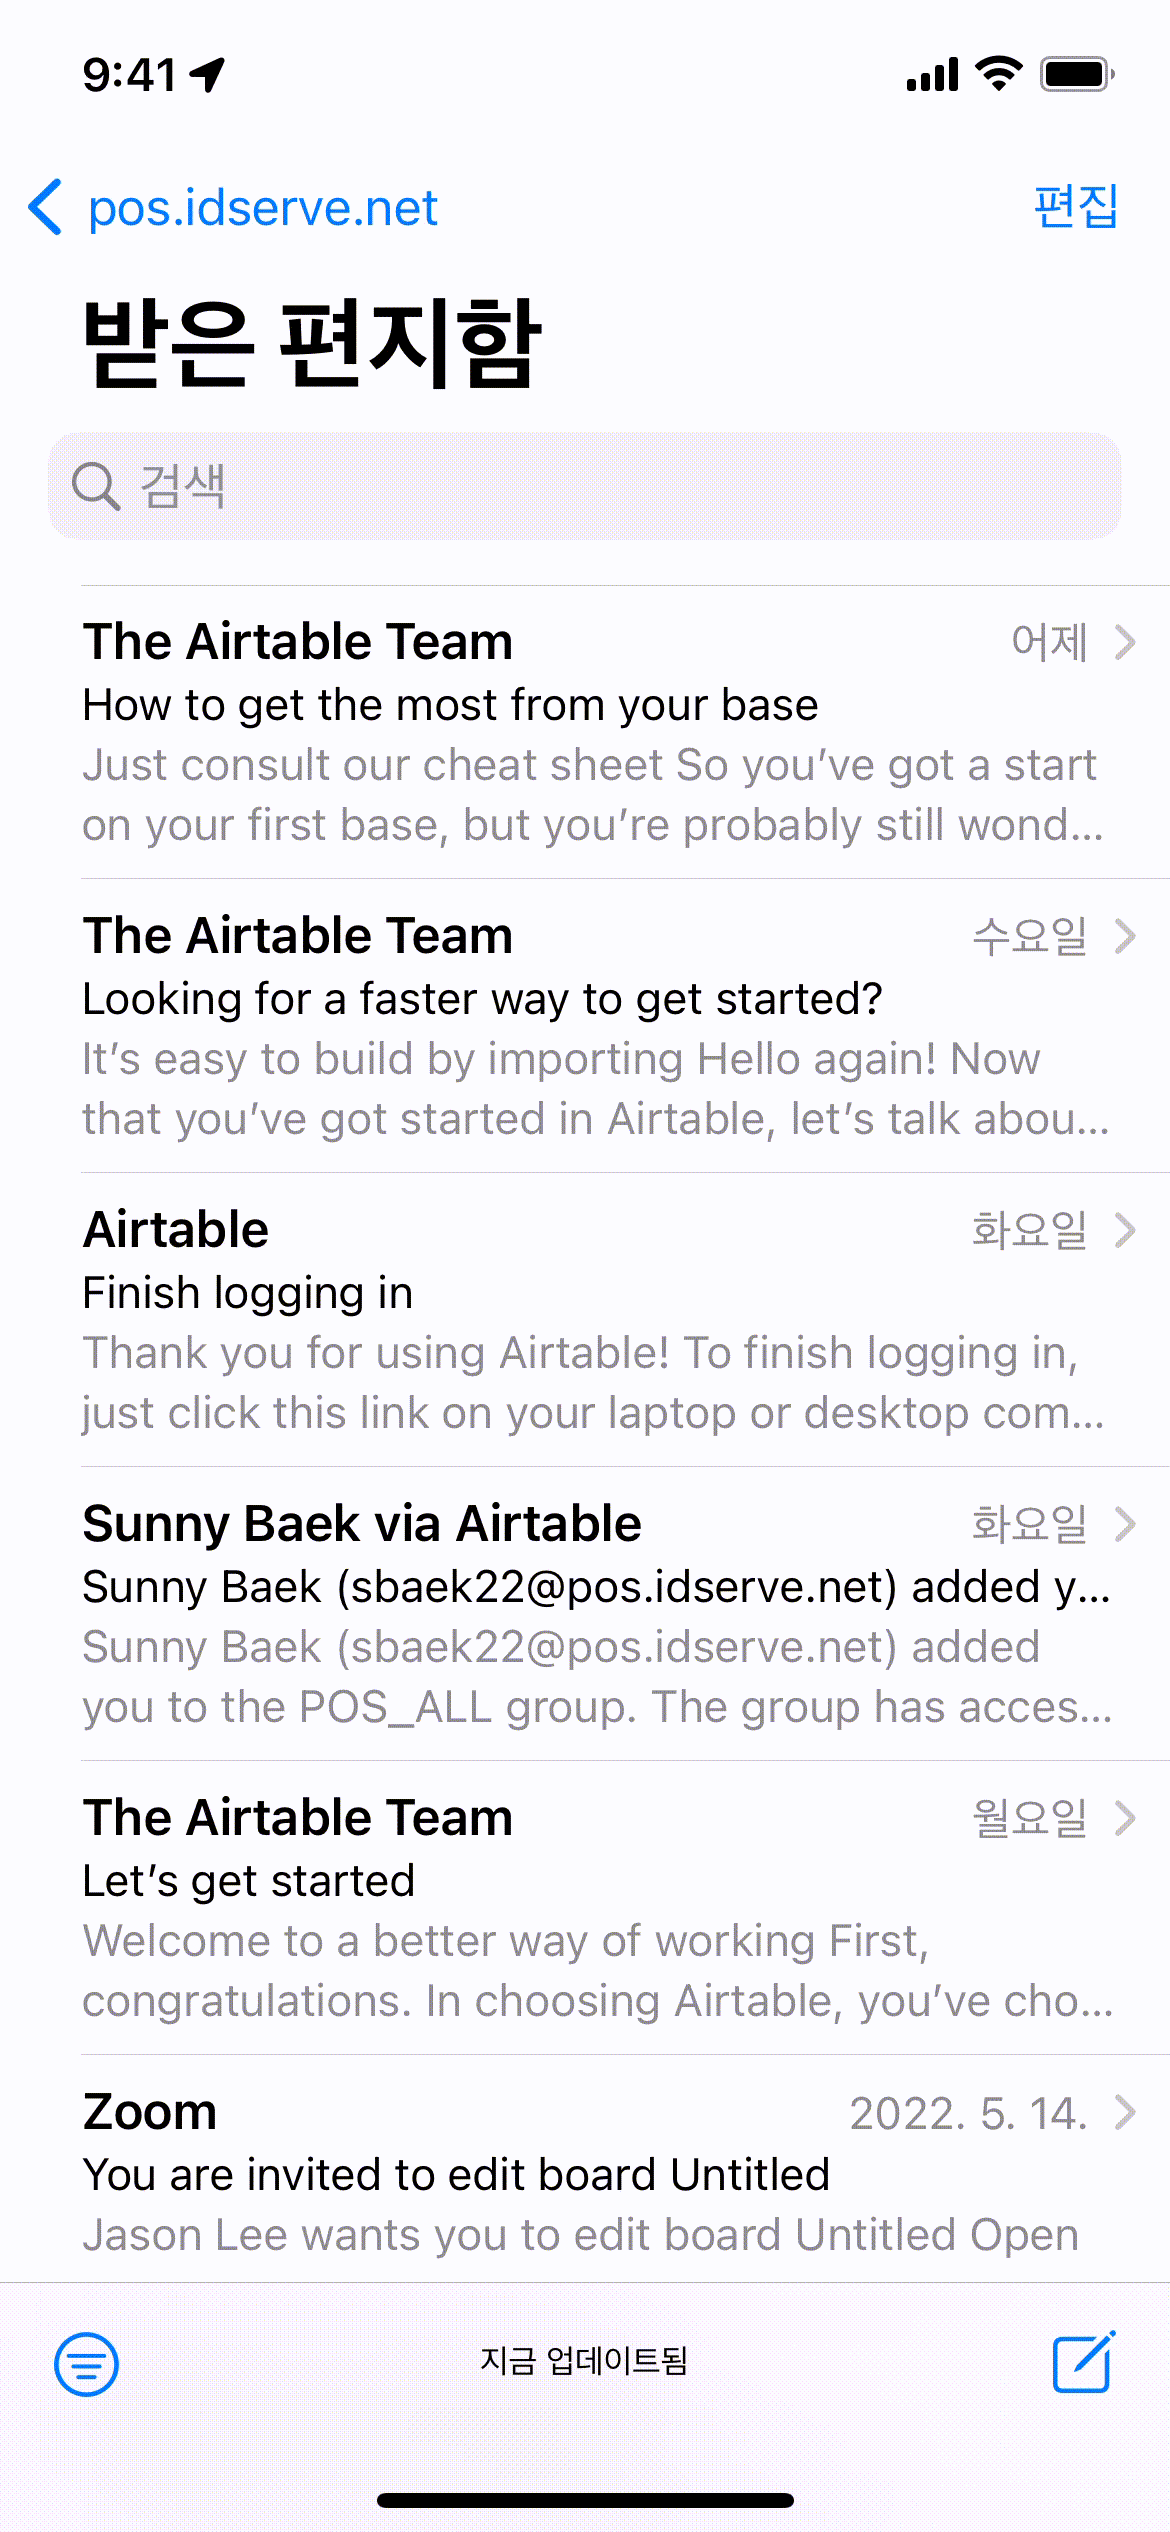 9:41
pos.idserve.net
편집
받은 편지함
검색
The Airtable Team
어제
How to get the most from your base
Just consult our cheat sheet So you’ve got a start
on your first base, but you’re probably still wond...
The Airtable Team
수요일
Looking for a faster way to get started?
It’s easy to build by importing Hello again! Now
that you’ve got started in Airtable, let’s talk abou...
Airtable
화요일
Finish logging in
Thank you for using Airtable! To finish logging in,
just click this link on your laptop or desktop com...
Sunny Baek via Airtable
화요일
Sunny Baek (sbaek22@pos.idserve.net) added y...
Sunny Baek (sbaek22@pos.idserve.net) added
you to the POS_ALL group. The group has acces...
The Airtable Team
월요일
Let’s get started
Welcome to a better way of working First,
congratulations. In choosing Airtable, you’ve cho...
Zoom
2022. 5. 14.
You are invited to edit board Untitled
Jason Lee wants you to edit board Untitled Open
지금 업데이트됨